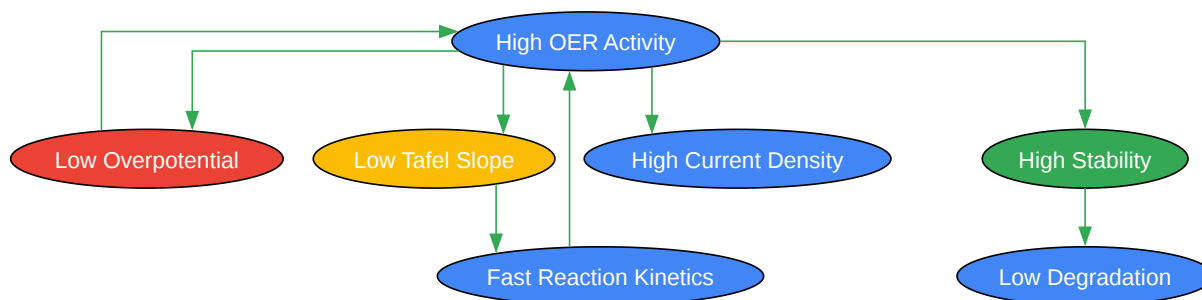 High OER Activity
Low Overpotential
Low Tafel Slope
High Current Density
High Stability
Fast Reaction Kinetics
Low Degradation